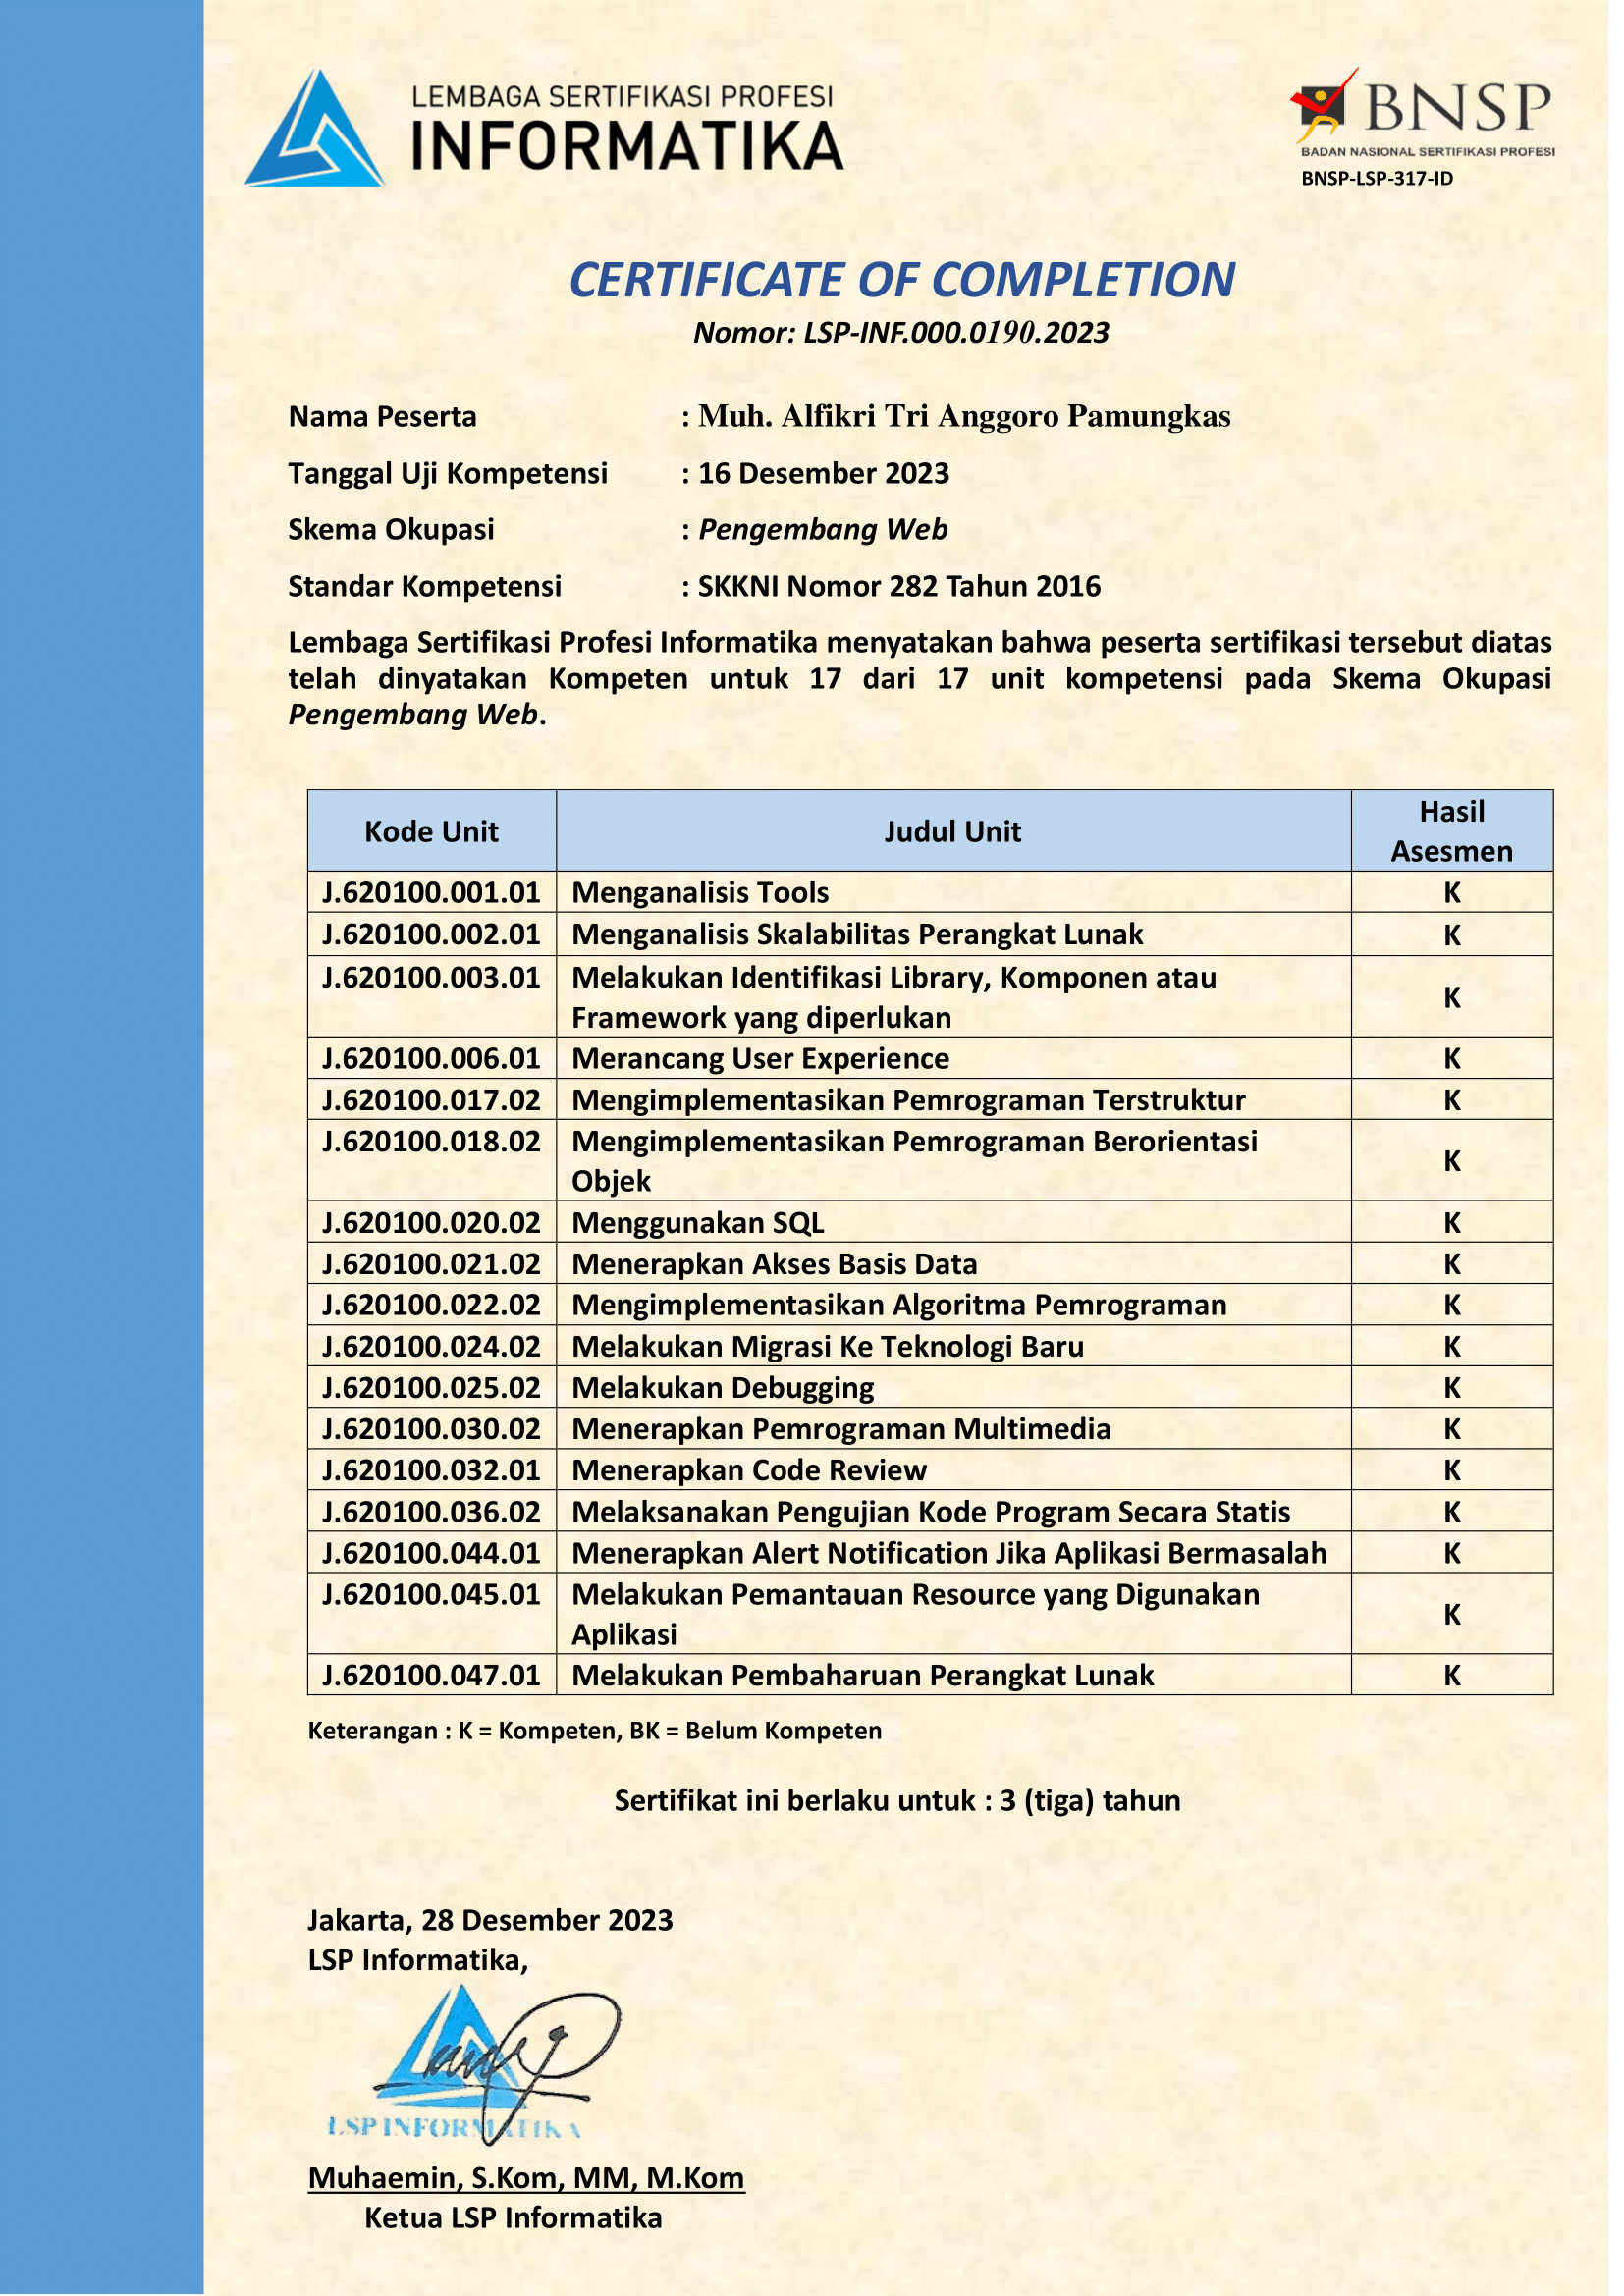 LEMBAGA SERTIFIKASI PROFESI
INFORMATIKA
BNSP
BADAN NASIONAL SERTIFIKASI PROFESI
BNSP-LSP-317-ID
CERTIFICATE OF COMPLETION
Nomor: LSP-INF.000.0190.2023
Nama Peserta : Muh. Alfikri Tri Anggoro Pamungkas
Tanggal Uji Kompetensi : 16 Desember 2023
Skema Okupasi : Pengembang Web
Standar Kompetensi : SKKNI Nomor 282 Tahun 2016
Lembaga Sertifikasi Profesi Informatika menyatakan bahwa peserta sertifikasi tersebut diatas
telah dinyatakan Kompeten untuk 17 dari 17 unit kompetensi pada Skema Okupasi
Pengembang Web.
Kode Unit Judul Unit Hasil
Asesmen
J.620100.001.01 Menganalisis Tools K
J.620100.002.01 Menganalisis Skalabilitas Perangkat Lunak K
J.620100.003.01 Melakukan Identifikasi Library, Komponen atau
Framework yang diperlukan K
J.620100.006.01 Merancang User Experience K
J.620100.017.02 Mengimplementasikan Pemrograman Terstruktur K
J.620100.018.02 Mengimplementasikan Pemrograman Berorientasi
Objek K
J.620100.020.02 Menggunakan SQL K
J.620100.021.02 Menerapkan Akses Basis Data K
J.620100.022.02 Mengimplementasikan Algoritma Pemrograman K
J.620100.024.02 Melakukan Migrasi Ke Teknologi Baru K
J.620100.025.02 Melakukan Debugging K
J.620100.030.02 Menerapkan Pemrograman Multimedia K
J.620100.032.01 Menerapkan Code Review K
J.620100.036.02 Melaksanakan Pengujian Kode Program Secara Statis K
J.620100.044.01 Menerapkan Alert Notification Jika Aplikasi Bermasalah K
J.620100.045.01 Melakukan Pemantauan Resource yang Digunakan
Aplikasi K
J.620100.047.01 Melakukan Pembaharuan Perangkat Lunak K
Keterangan : K = Kompeten, BK = Belum Kompeten
Sertifikat ini berlaku untuk : 3 (tiga) tahun
Jakarta, 28 Desember 2023
LSP Informatika,
LSP INFORMATIKA
Muhaemin, S.Kom, MM, M.Kom
Ketua LSP Informatika